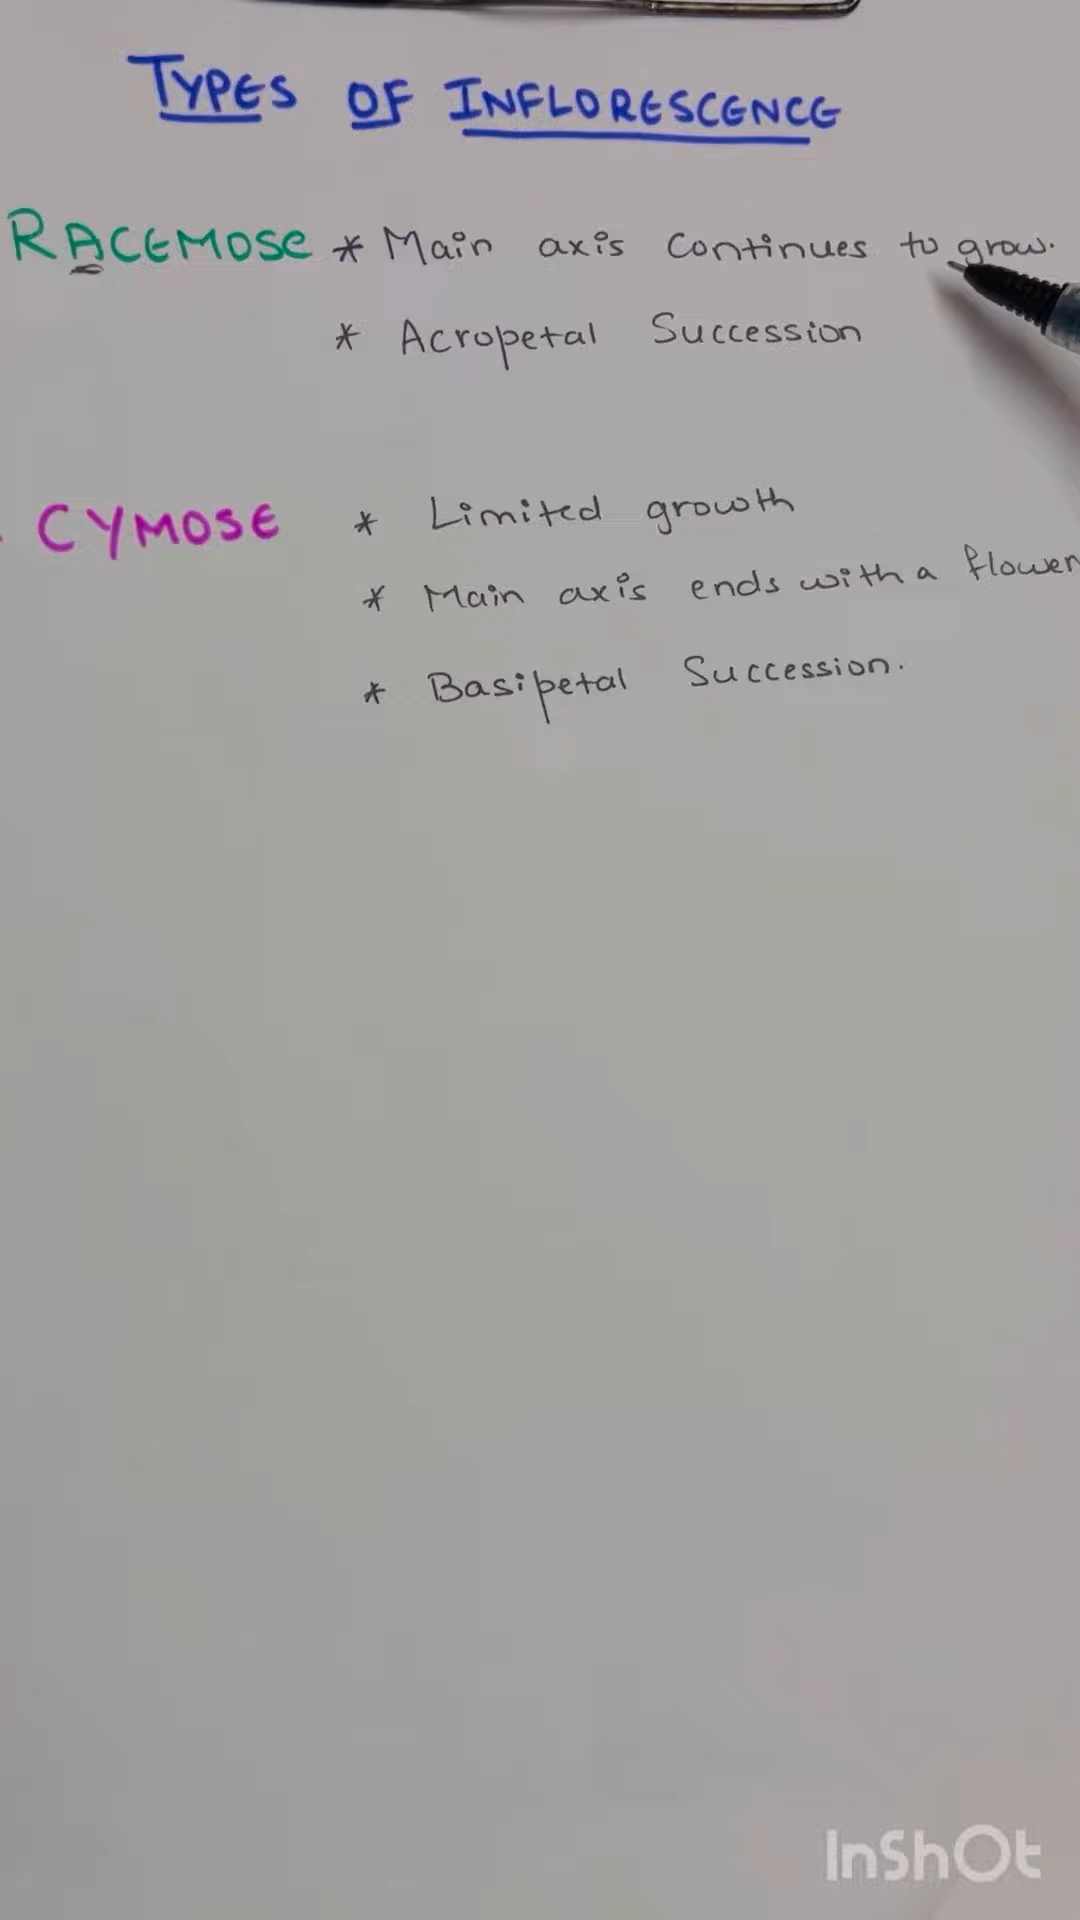 TYPES OF INFLORESCENCE
RACEMOSE * Main axis continues to grow.
* Acropetal Succession
CYMOSE * Limited growth
* Main axis ends with a flower
* Basipetal Succession.
InShOt